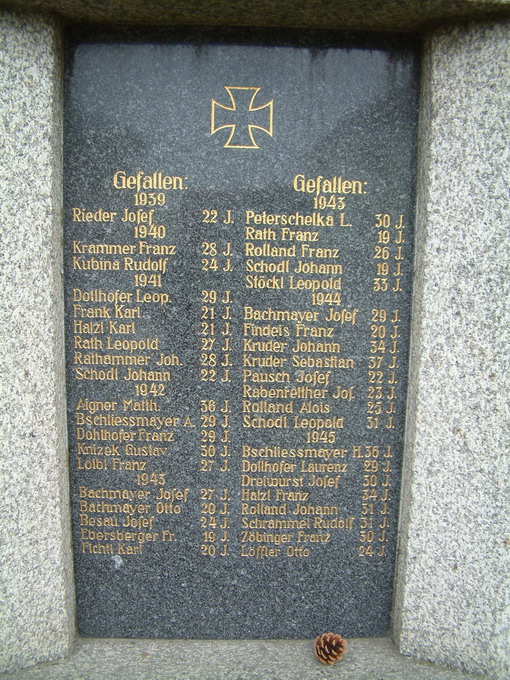 Gefallen:
1939
Rieder Josef 22 J.
1940
Krammer Franz 28 J.
Kubina Rudolf 24 J.
1941
Dollhofer Leop. 29 J.
Frank Karl 21 J.
Halzl Karl 21 J.
Rath Leopold 27 J.
Rathammer Joh. 28 J.
Schodl Johann 22 J.
1942
Aigner Matth. 36 J.
Bschliessmayer A. 29 J.
Dohlhofer Franz 29 J.
Knizek Gustav 30 J.
Loibl Franz 27 J.
1943
Bachmayer Josef 27 J.
Bachmayer Otto 20 J.
Besau Josef 24 J.
Ebersberger Fr. 19 J.
Fichtl Karl 20 J.
Gefallen:
1943
Peterschelka L. 30 J.
Rath Franz 19 J.
Rolland Franz 26 J.
Schodl Johann 19 J.
Stöckl Leopold 33 J.
1944
Bachmayer Josef 29 J.
Findeis Franz 20 J.
Kruder Johann 34 J.
Kruder Sebastian 37 J.
Pausch Josef 22 J.
Rabenreither Jos. 23 J.
Rolland Alois 25 J.
Schodl Leopold 31 J.
1945
Bschliessmayer H. 36 J.
Dollhofer Laurenz 29 J.
Dreiwurst Josef 30 J.
Halzl Franz 34 J.
Rolland Johann 31 J.
Schrammel Rudolf 31 J.
Zöbinger Franz 30 J.
Löffler Otto 24 J.